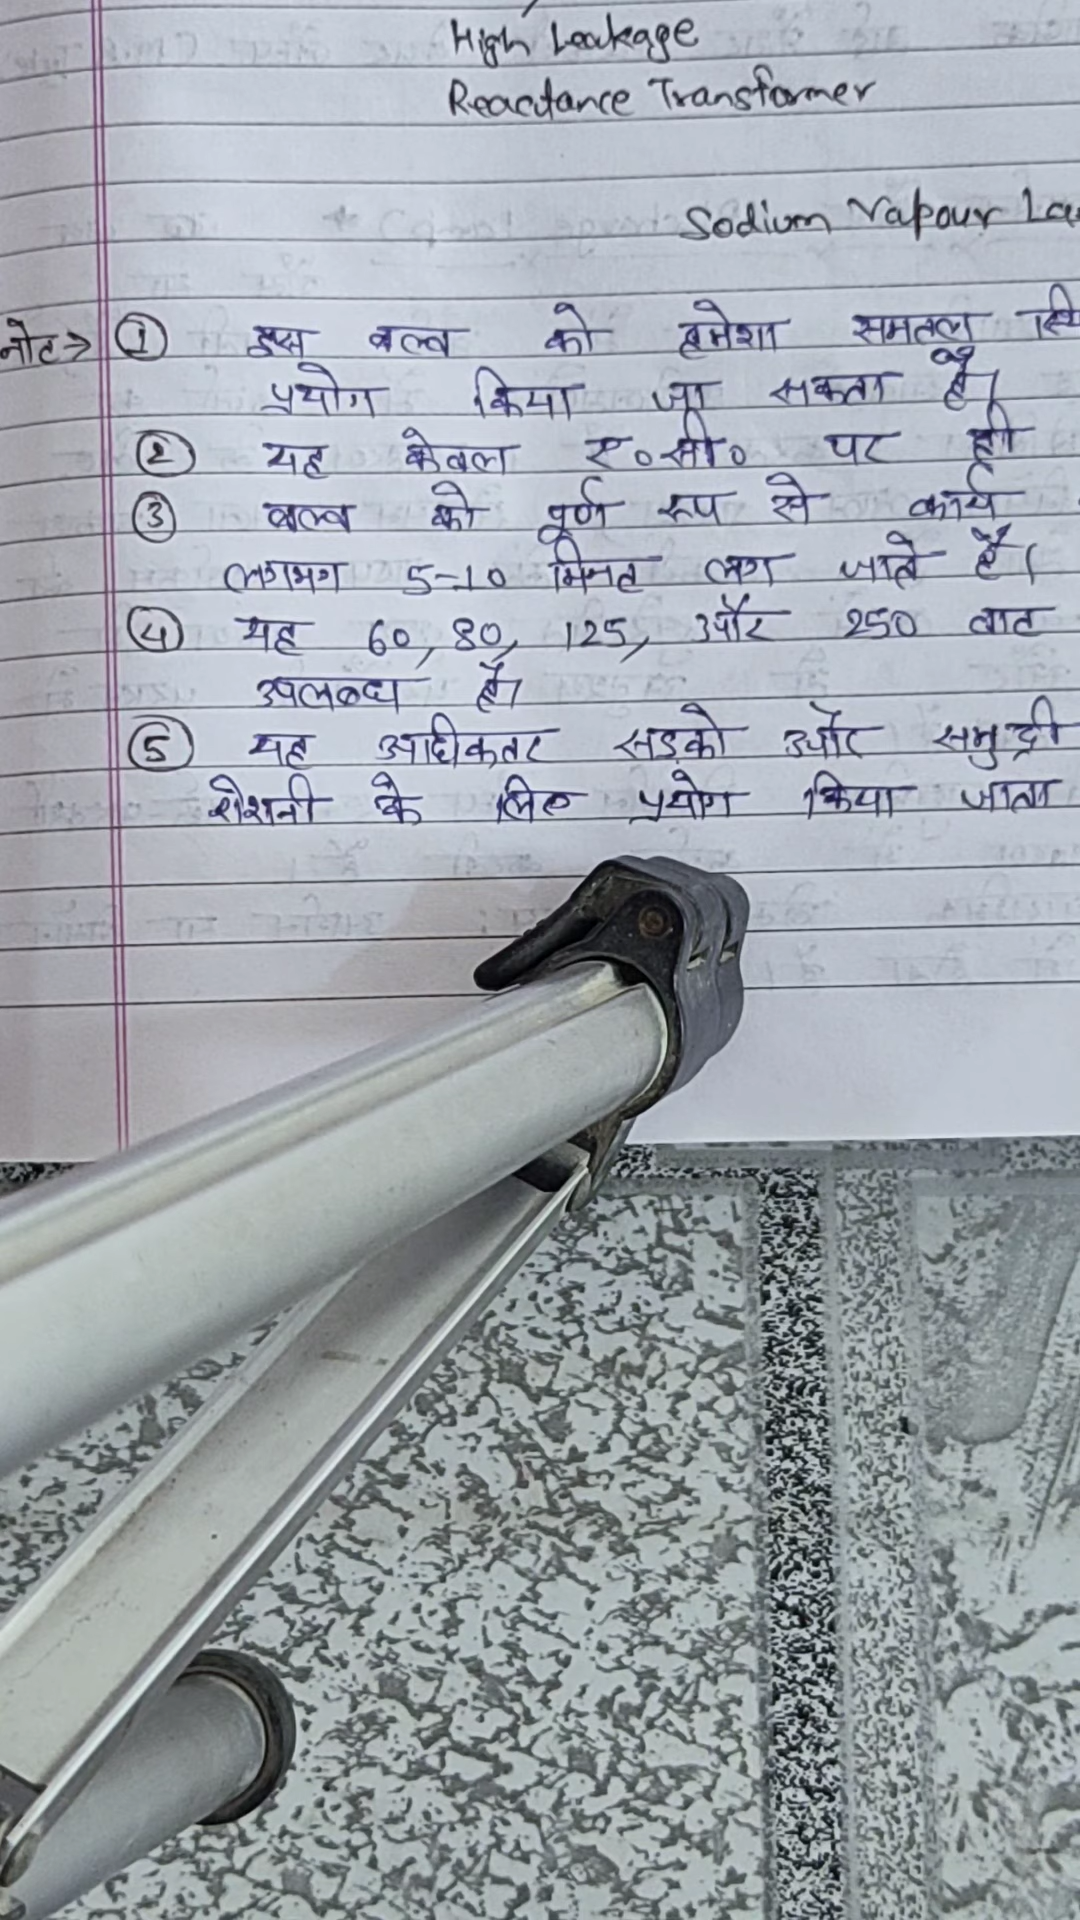 High Leakage
Reactance Transformer
Sodium Vapour
नोट→ ① इस बल्ब को हमेशा समतल
प्रयोग किया जा सकता है।
② यह केवल ए०सी० पर ही
③ बल्ब को पूर्ण रूप से कार्य
लगभग 5-10 मिनट लग जाते हैं।
④ यह 60, 80, 125, और 250 वाट
उपलब्ध है।
⑤ यह अधिकतर सड़को और समुद्री
रोशनी के लिए प्रयोग किया जाता